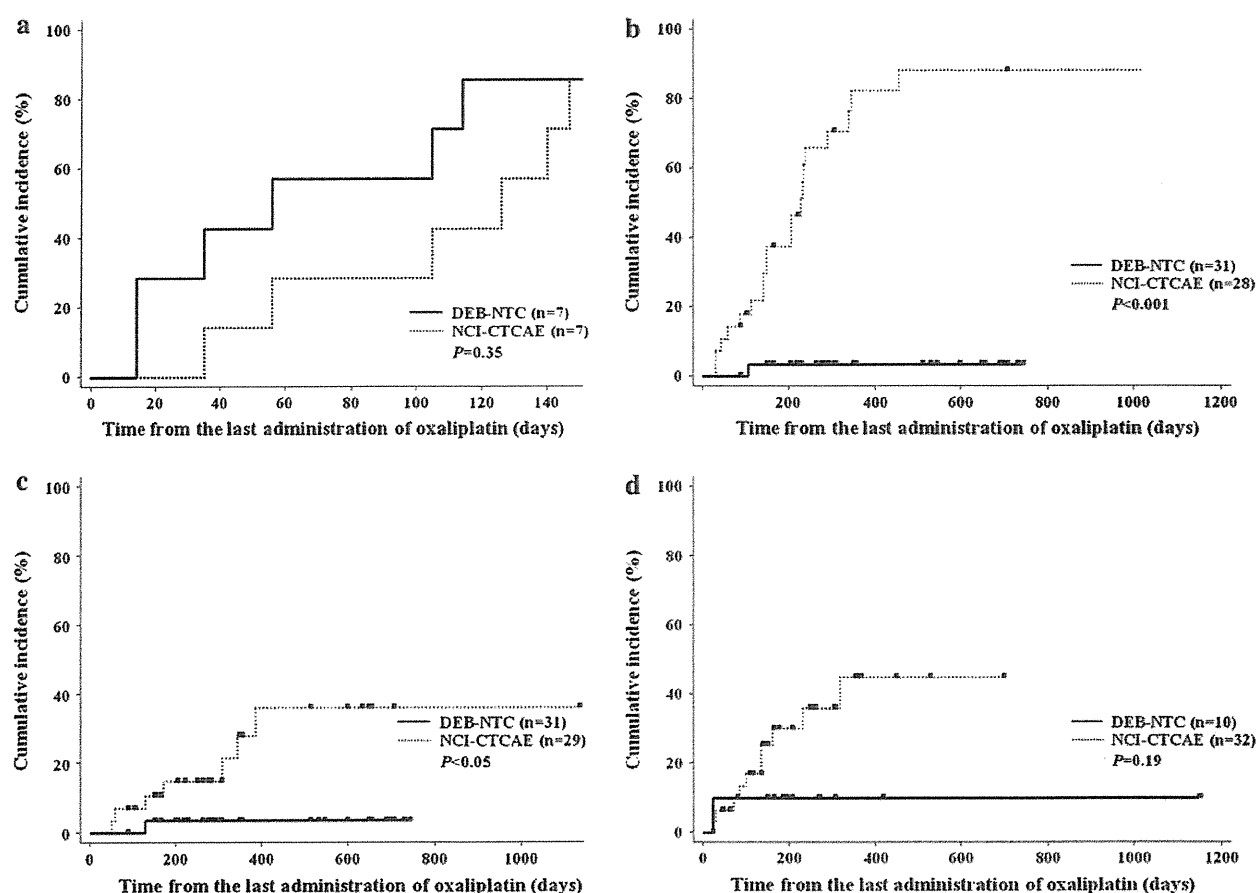 a
100
80
60
40
20
0
Cumulative incidence (%)
DEB-NTC (n=7)
NCI-CTCAE (n=7)
P=0.35
0 20 40 60 80 100 120 140
Time from the last administration of oxaliplatin (days)
b
100
80
60
40
20
0
Cumulative incidence (%)
DEB-NTC (n=31)
NCI-CTCAE (n=28)
P<0.001
0 200 400 600 800 1000 1200
Time from the last administration of oxaliplatin (days)
c
100
80
60
40
20
0
Cumulative incidence (%)
DEB-NTC (n=31)
NCI-CTCAE (n=29)
P<0.05
0 200 400 600 800 1000
Time from the last administration of oxaliplatin (days)
d
100
80
60
40
20
0
Cumulative incidence (%)
DEB-NTC (n=10)
NCI-CTCAE (n=32)
P=0.19
0 200 400 600 800 1000 1200
Time from the last administration of oxaliplatin (days)